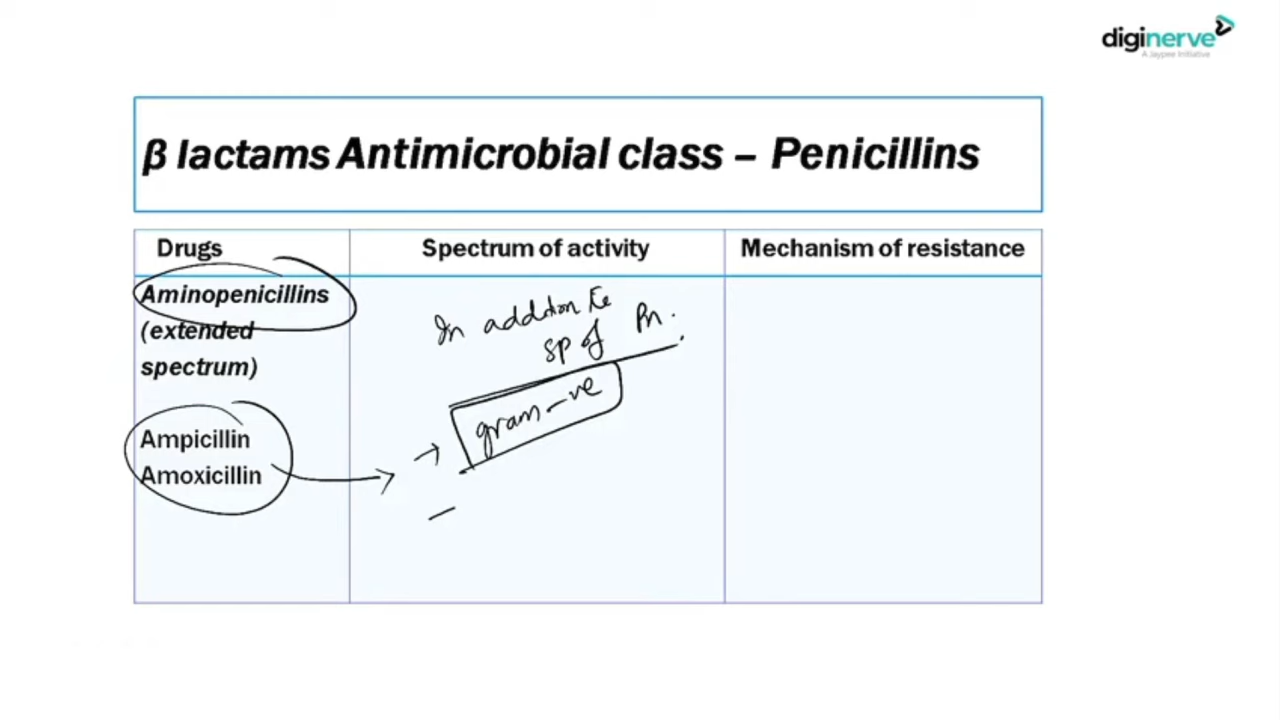 diginerve
A Jaypee Initiative
β lactams Antimicrobial class – Penicillins
Drugs
Spectrum of activity
Mechanism of resistance
Aminopenicillins
(extended
spectrum)
Ampicillin
Amoxicillin
In addition
sp of Pn.
gram -ve